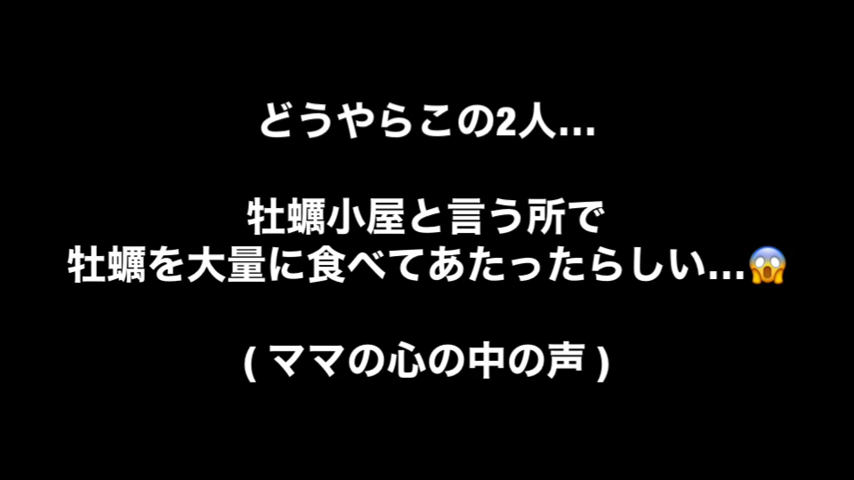 どうやらこの2人...
牡蠣小屋と言う所で
牡蠣を大量に食べてあたったらしい...😱
( ママの心の中の声 )